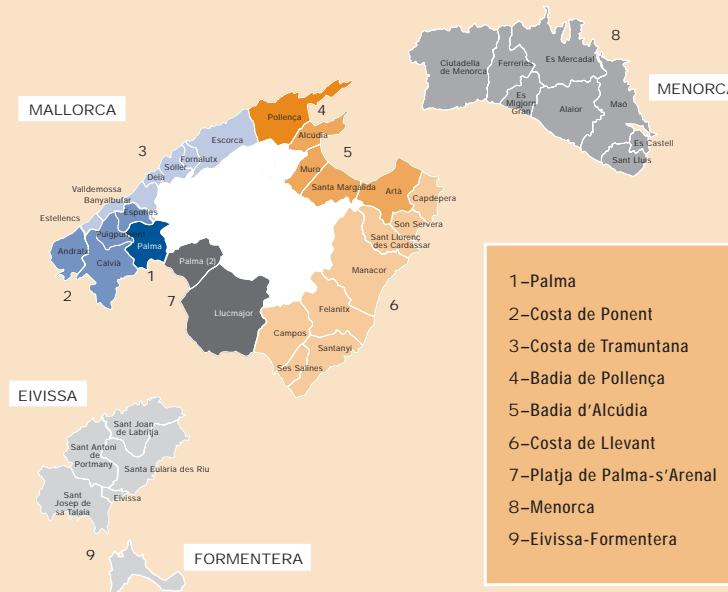 8
Ciutadella
de Menorca
Ferreries
Es Mercadal
Es
Migjorn
Gran
Alaior
Maó
Es Castell
Sant Lluís
MENORCA
MALLORCA
Pollença
4
Alcúdia
5
Escorca
3
Fornalutx
Sóller
Deià
Muro
Santa Margalida
Artà
Capdepera
Valldemossa
Banyalbufar
Esporles
Estellencs
Puigpunyent
Son Servera
Sant Llorenç
des Cardassar
Andratx
Calvià
Palma
Palma (2)
Manacor
1
2
7
6
Llucmajor
Felanitx
Campos
Santanyi
Ses Salines
1–Palma
2–Costa de Ponent
3–Costa de Tramuntana
4–Badia de Pollença
5–Badia d'Alcúdia
6–Costa de Llevant
7–Platja de Palma-s'Arenal
8–Menorca
9–Eivissa-Formentera
EIVISSA
Sant Joan
de Labritja
Sant Antoni
de
Portmany
Santa Eulària des Riu
Sant
Josep de
sa Talaia
Eivissa
9
FORMENTERA